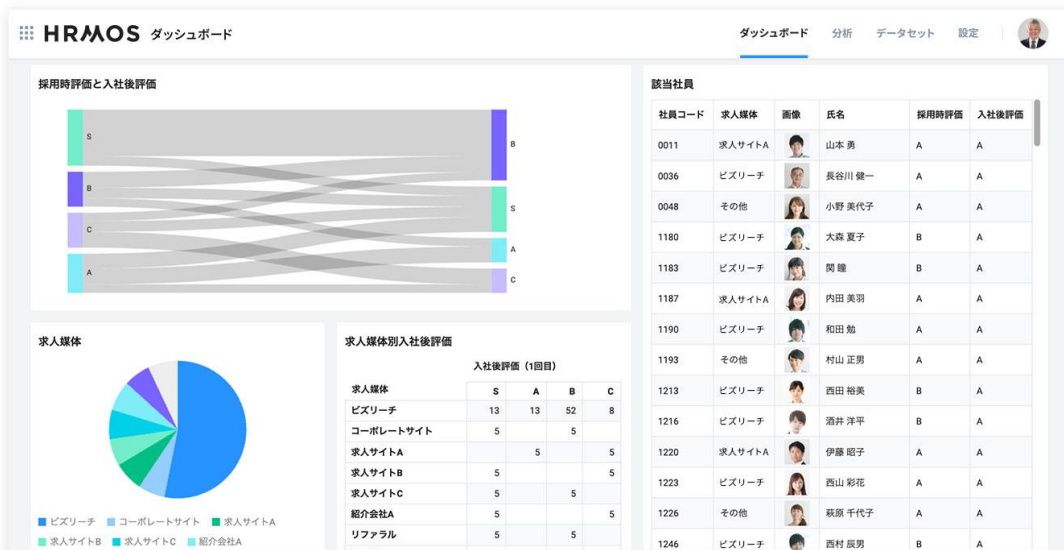 HRMOS ダッシュボード
ダッシュボード 分析 データセット 設定
採用時評価と入社後評価
S
B
C
A
B
S
A
C
求人媒体
ビズリーチ コーポレートサイト 求人サイトA
求人サイトB 求人サイトC 紹介会社A
求人媒体別入社後評価
入社後評価（1回目）
求人媒体 S A B C
ビズリーチ 13 13 52 8
コーポレートサイト 5 5
求人サイトA 5 5
求人サイトB 5 5
求人サイトC 5 5
紹介会社A 5 5
リファラル 5 5
該当社員
社員コード 求人媒体 画像 氏名 採用時評価 入社後評価
0011 求人サイトA 山本 勇 A A
0036 ビズリーチ 長谷川 健一 A A
0048 その他 小野 美代子 A A
1180 ビズリーチ 大森 夏子 B A
1183 ビズリーチ 関 瞳 B A
1187 求人サイトA 内田 美羽 A A
1190 ビズリーチ 和田 勉 A A
1193 その他 村山 正男 A A
1213 ビズリーチ 西田 裕美 B A
1216 ビズリーチ 酒井 洋平 B A
1220 求人サイトA 伊藤 昭子 A A
1223 ビズリーチ 西山 彩花 A A
1226 その他 萩原 千代子 A A
1246 ビズリーチ 西村 辰男 B A